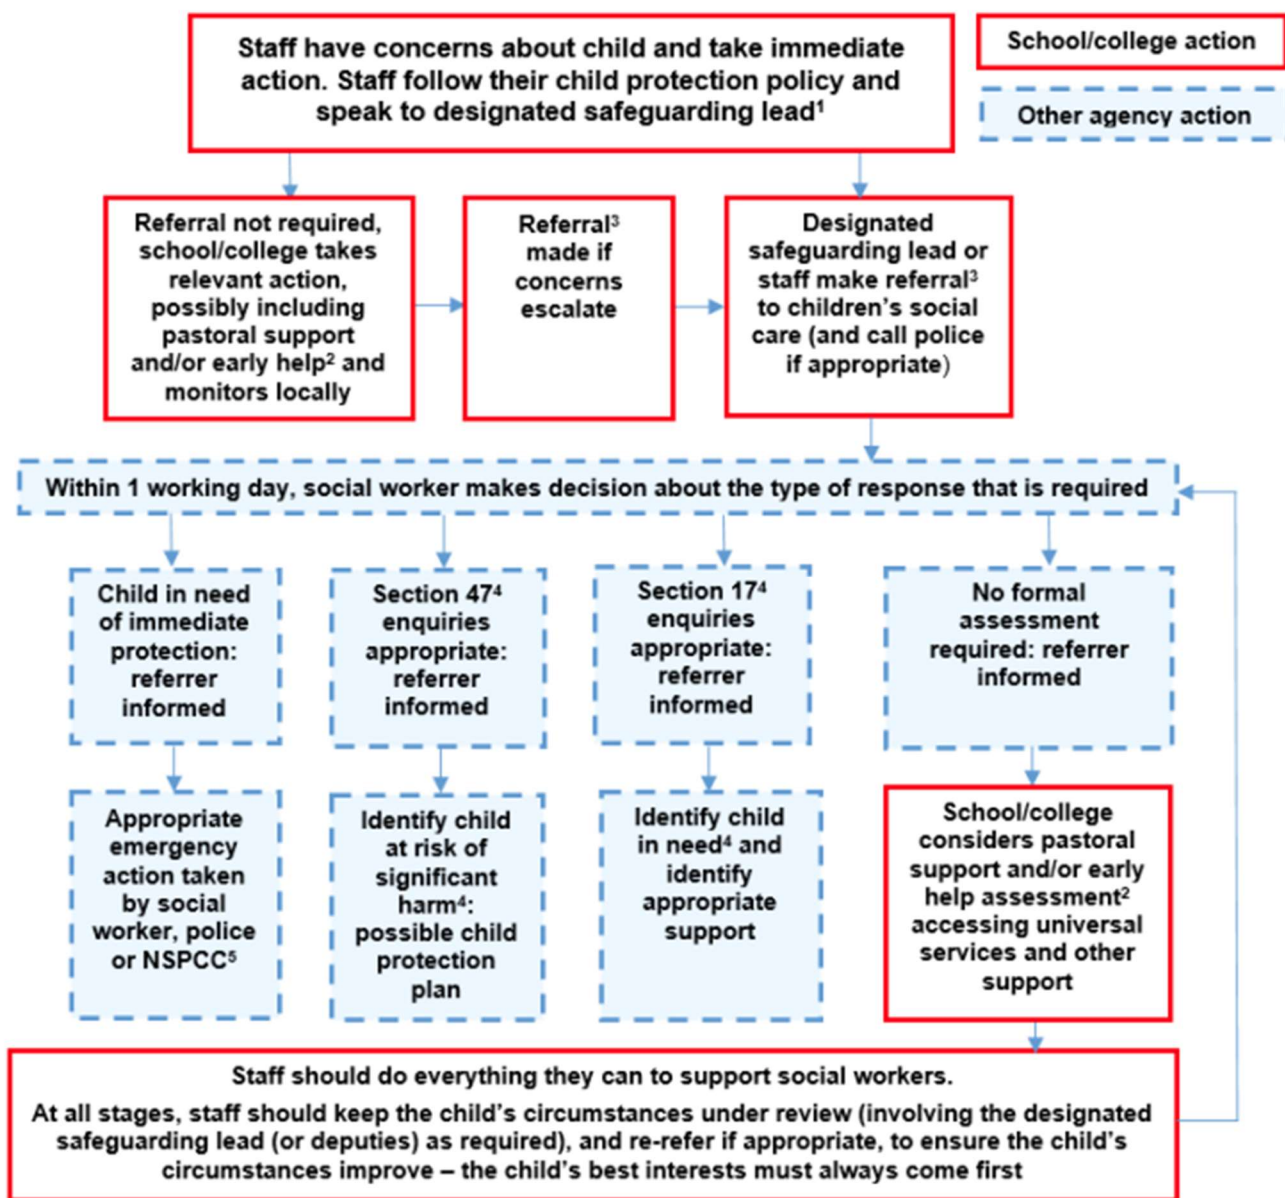 Staff have concerns about child and take immediate
action. Staff follow their child protection policy and
speak to designated safeguarding lead¹
School/college action
Other agency action
Referral not required,
school/college takes
relevant action,
possibly including
pastoral support
and/or early help² and
monitors locally
Referral³
made if
concerns
escalate
Designated
safeguarding lead or
staff make referral³
to children’s social
care (and call police
if appropriate)
Within 1 working day, social worker makes decision about the type of response that is required
Child in need
of immediate
protection:
referrer
informed
Section 47⁴
enquiries
appropriate:
referrer
informed
Section 17⁴
enquiries
appropriate:
referrer
informed
No formal
assessment
required: referrer
informed
Appropriate
emergency
action taken
by social
worker, police
or NSPCC⁵
Identify child
at risk of
significant
harm⁴:
possible child
protection
plan
Identify child
in need⁴ and
identify
appropriate
support
School/college
considers pastoral
support and/or early
help assessment²
accessing universal
services and other
support
Staff should do everything they can to support social workers.
At all stages, staff should keep the child’s circumstances under review (involving the designated
safeguarding lead (or deputies) as required), and re-refer if appropriate, to ensure the child’s
circumstances improve – the child’s best interests must always come first